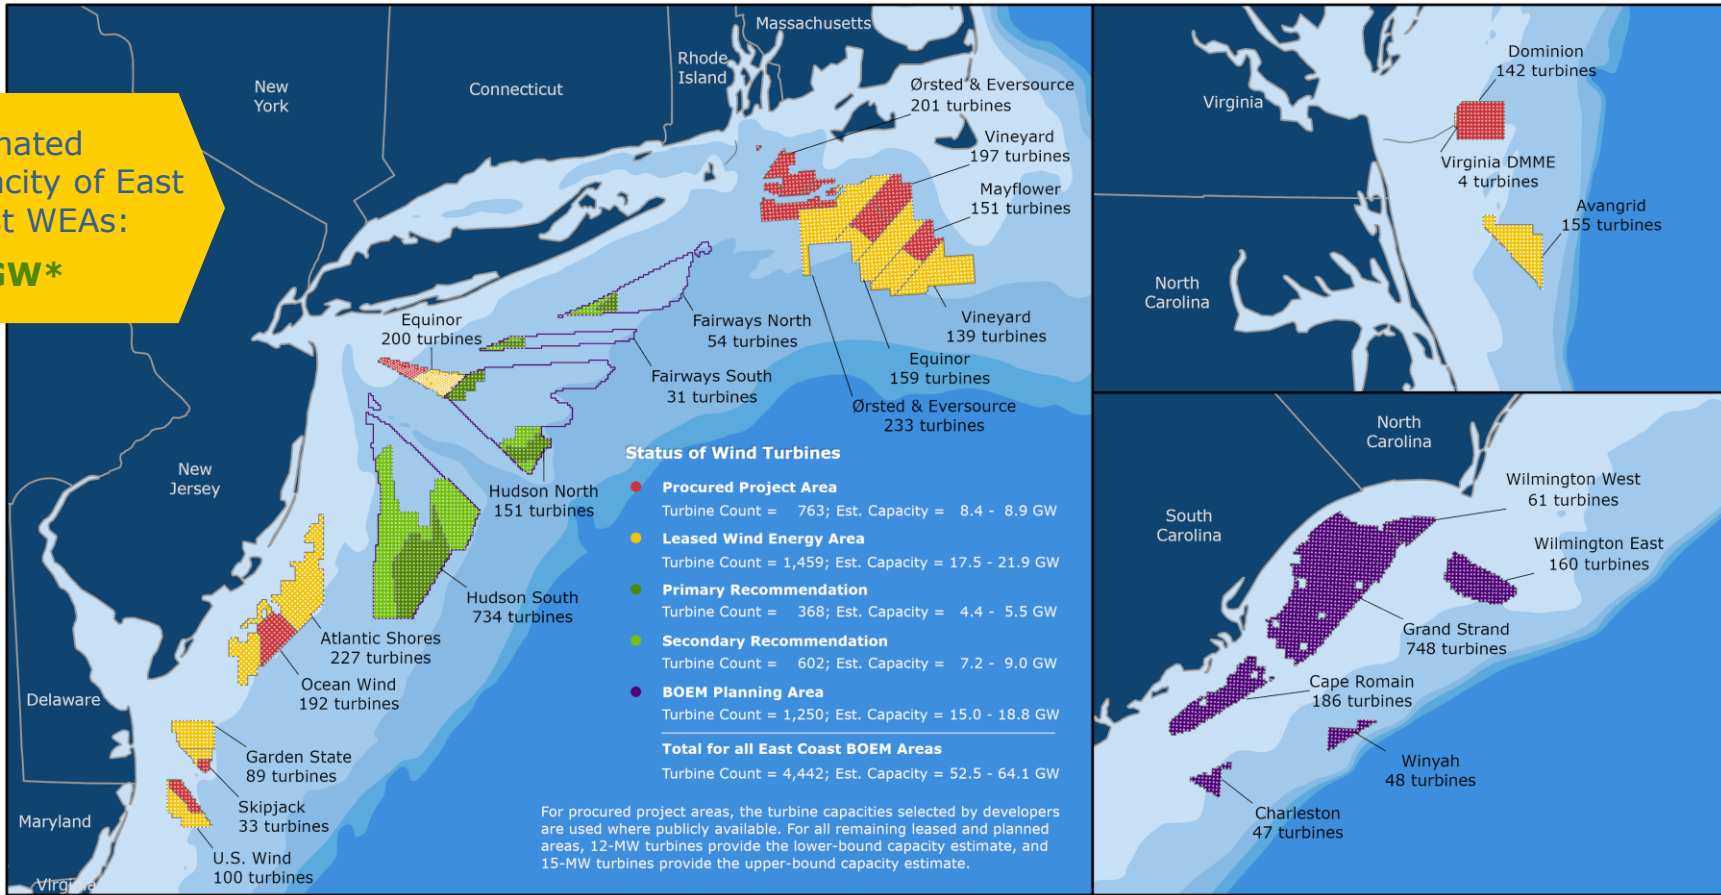 Massachusetts
Rhode
Island
Connecticut
New
York
GW*
WEAs:
of East
Ørsted & Eversource
201 turbines
Vineyard
197 turbines
Mayflower
151 turbines
Fairways North
54 turbines
Equinor
200 turbines
Vineyard
139 turbines
Equinor
159 turbines
Fairways South
31 turbines
Ørsted & Eversource
233 turbines
New
Jersey
Hudson North
151 turbines
Hudson South
734 turbines
Atlantic Shores
227 turbines
Ocean Wind
192 turbines
Delaware
Garden State
89 turbines
Skipjack
33 turbines
Maryland
U.S. Wind
100 turbines
Virginia
Status of Wind Turbines
Procured Project Area
Turbine Count = 763; Est. Capacity = 8.4 - 8.9 GW
Leased Wind Energy Area
Turbine Count = 1,459; Est. Capacity = 17.5 - 21.9 GW
Primary Recommendation
Turbine Count = 368; Est. Capacity = 4.4 - 5.5 GW
Secondary Recommendation
Turbine Count = 602; Est. Capacity = 7.2 - 9.0 GW
BOEM Planning Area
Turbine Count = 1,250; Est. Capacity = 15.0 - 18.8 GW
Total for all East Coast BOEM Areas
Turbine Count = 4,442; Est. Capacity = 52.5 - 64.1 GW
For procured project areas, the turbine capacities selected by developers
are used where publicly available. For all remaining leased and planned
areas, 12-MW turbines provide the lower-bound capacity estimate, and
15-MW turbines provide the upper-bound capacity estimate.
Dominion
142 turbines
Virginia
Virginia DMME
4 turbines
Avangrid
155 turbines
North
Carolina
North
Carolina
Wilmington West
61 turbines
South
Carolina
Wilmington East
160 turbines
Grand Strand
748 turbines
Cape Romain
186 turbines
Winyah
48 turbines
Charleston
47 turbines